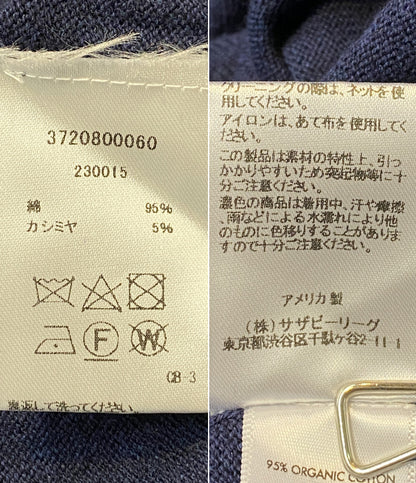 3720800060
230015
綿 95%
カシミヤ 5%
F W
裏返して洗ってください。
クリーニングの際は、ネットを使
用してください。
アイロンは、あて布を使用してく
ださい。
この製品は素材の特性上、引っ
かかりやすいため突起物等に十
分ご注意ください。
濃色の商品は着用中、汗や摩擦、
雨などによる水濡れにより他
のものに色移りすることがありま
すので十分ご注意ください。
アメリカ製
(株)サザビーリーグ
東京都渋谷区千駄ヶ谷2-11-1
95% ORGANIC COTTON